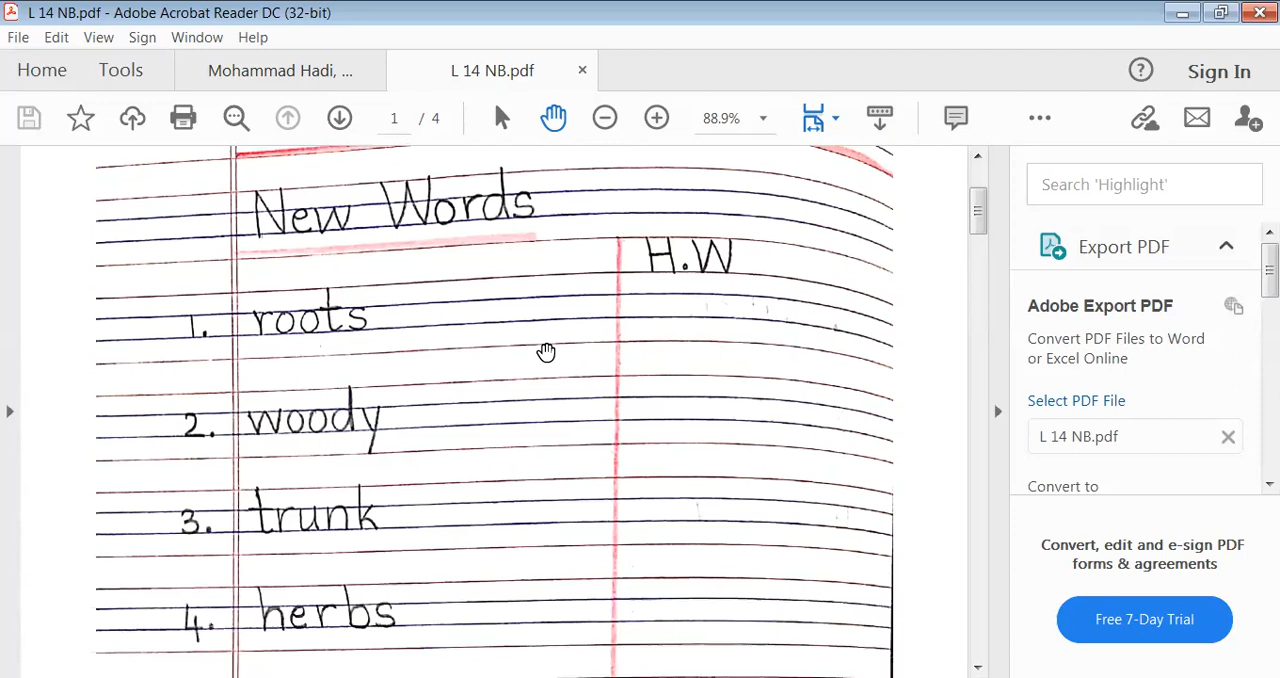 L 14 NB.pdf - Adobe Acrobat Reader DC (32-bit)
File Edit View Sign Window Help
Home Tools Mohammad Hadi, ... L 14 NB.pdf × ? Sign In
1 / 4 88.9%
New Words
H.W
1. roots
2. woody
3. trunk
4. herbs
Search 'Highlight'
Export PDF
Adobe Export PDF
Convert PDF Files to Word
or Excel Online
Select PDF File
L 14 NB.pdf
Convert to
Convert, edit and e-sign PDF
forms & agreements
Free 7-Day Trial